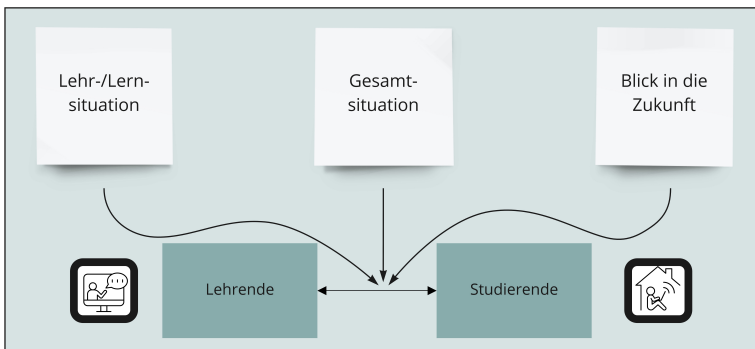 Lehr-/Lern-
situation
Gesamt-
situation
Blick in die
Zukunft
Lehrende
Studierende